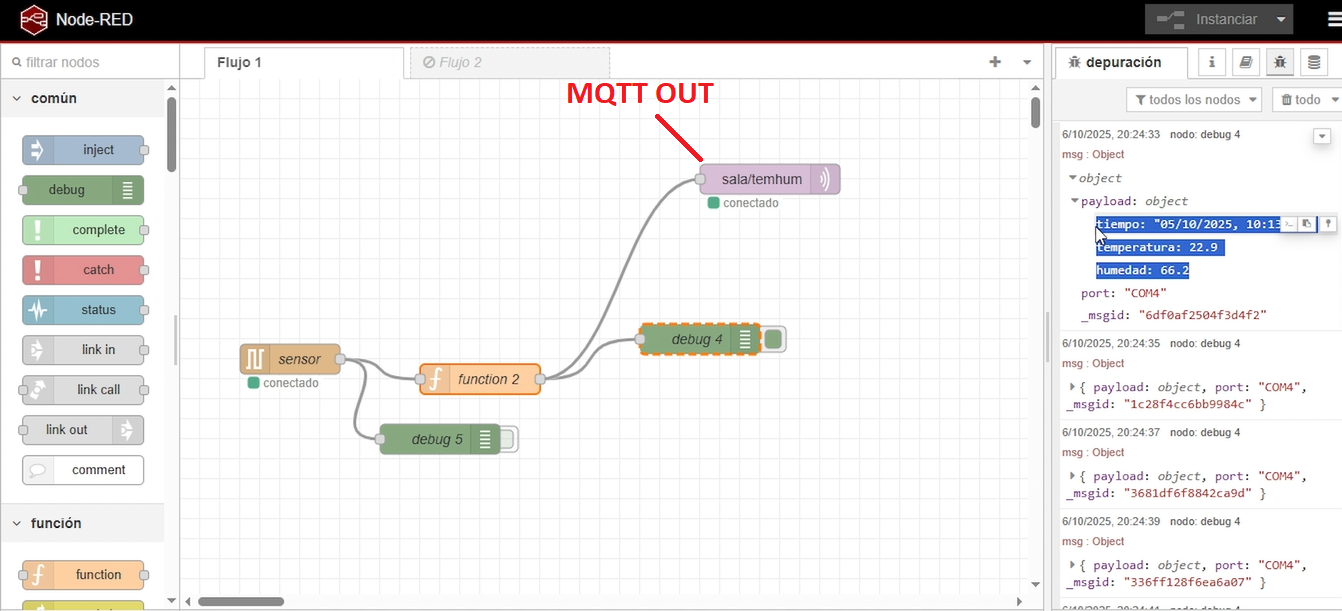 Node-RED
Instanciar
filtrar nodos
Flujo 1
Flujo 2
depuración
MQTT OUT
común
inject
debug
complete
catch
status
link in
link call
link out
comment
función
function
sensor
conectado
function 2
debug 5
debug 4
sala/temhum
conectado
todos los nodos
todo
6/10/2025, 20:24:33 nodo: debug 4
msg : Object
object
payload: object
tiempo: "05/10/2025, 10:13
temperatura: 22.9
humedad: 66.2
port: "COM4"
_msgid: "6df0af2504f3d4f2"
6/10/2025, 20:24:35 nodo: debug 4
msg : Object
{ payload: object, port: "COM4",
_msgid: "1c28f4cc6bb9984c" }
6/10/2025, 20:24:37 nodo: debug 4
msg : Object
{ payload: object, port: "COM4",
_msgid: "3681df6f8842ca9d" }
6/10/2025, 20:24:39 nodo: debug 4
msg : Object
{ payload: object, port: "COM4",
_msgid: "336ff128f6ea6a07" }